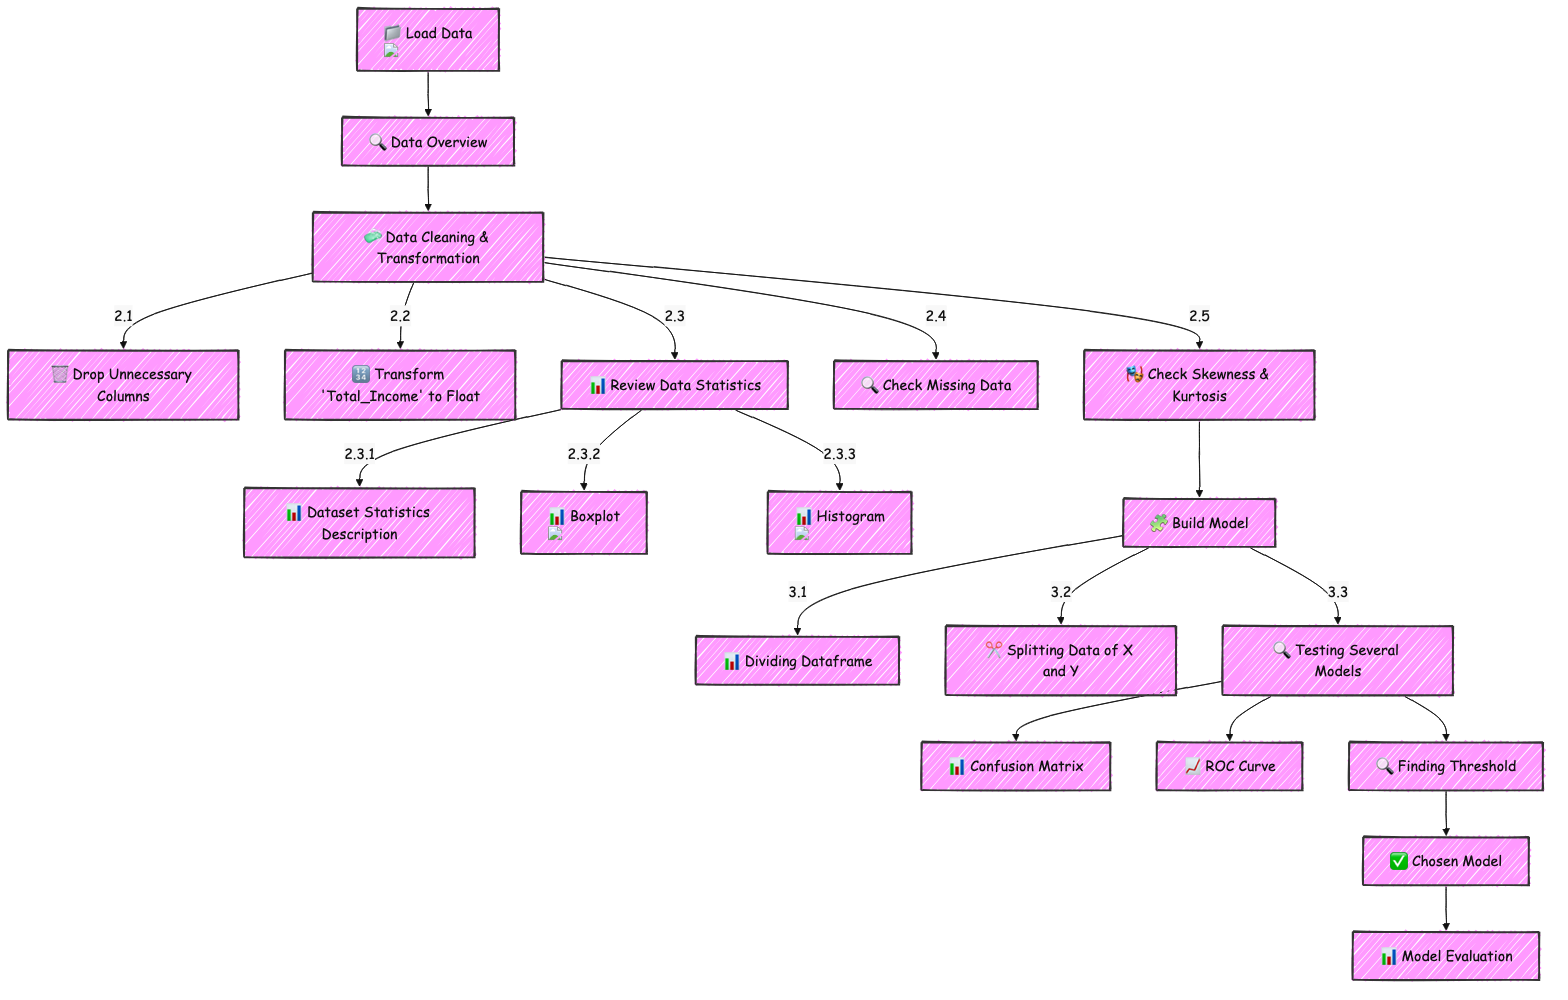 Load Data
Data Overview
Data Cleaning &
Transformation
2.1
2.2
2.3
2.4
2.5
Drop Unnecessary
Columns
Transform
'Total_Income' to Float
Review Data Statistics
Check Missing Data
Check Skewness &
Kurtosis
2.3.1
2.3.2
2.3.3
Dataset Statistics
Description
Boxplot
Histogram
Build Model
3.1
3.2
3.3
Dividing Dataframe
Splitting Data of X
and Y
Testing Several
Models
Confusion Matrix
ROC Curve
Finding Threshold
Chosen Model
Model Evaluation